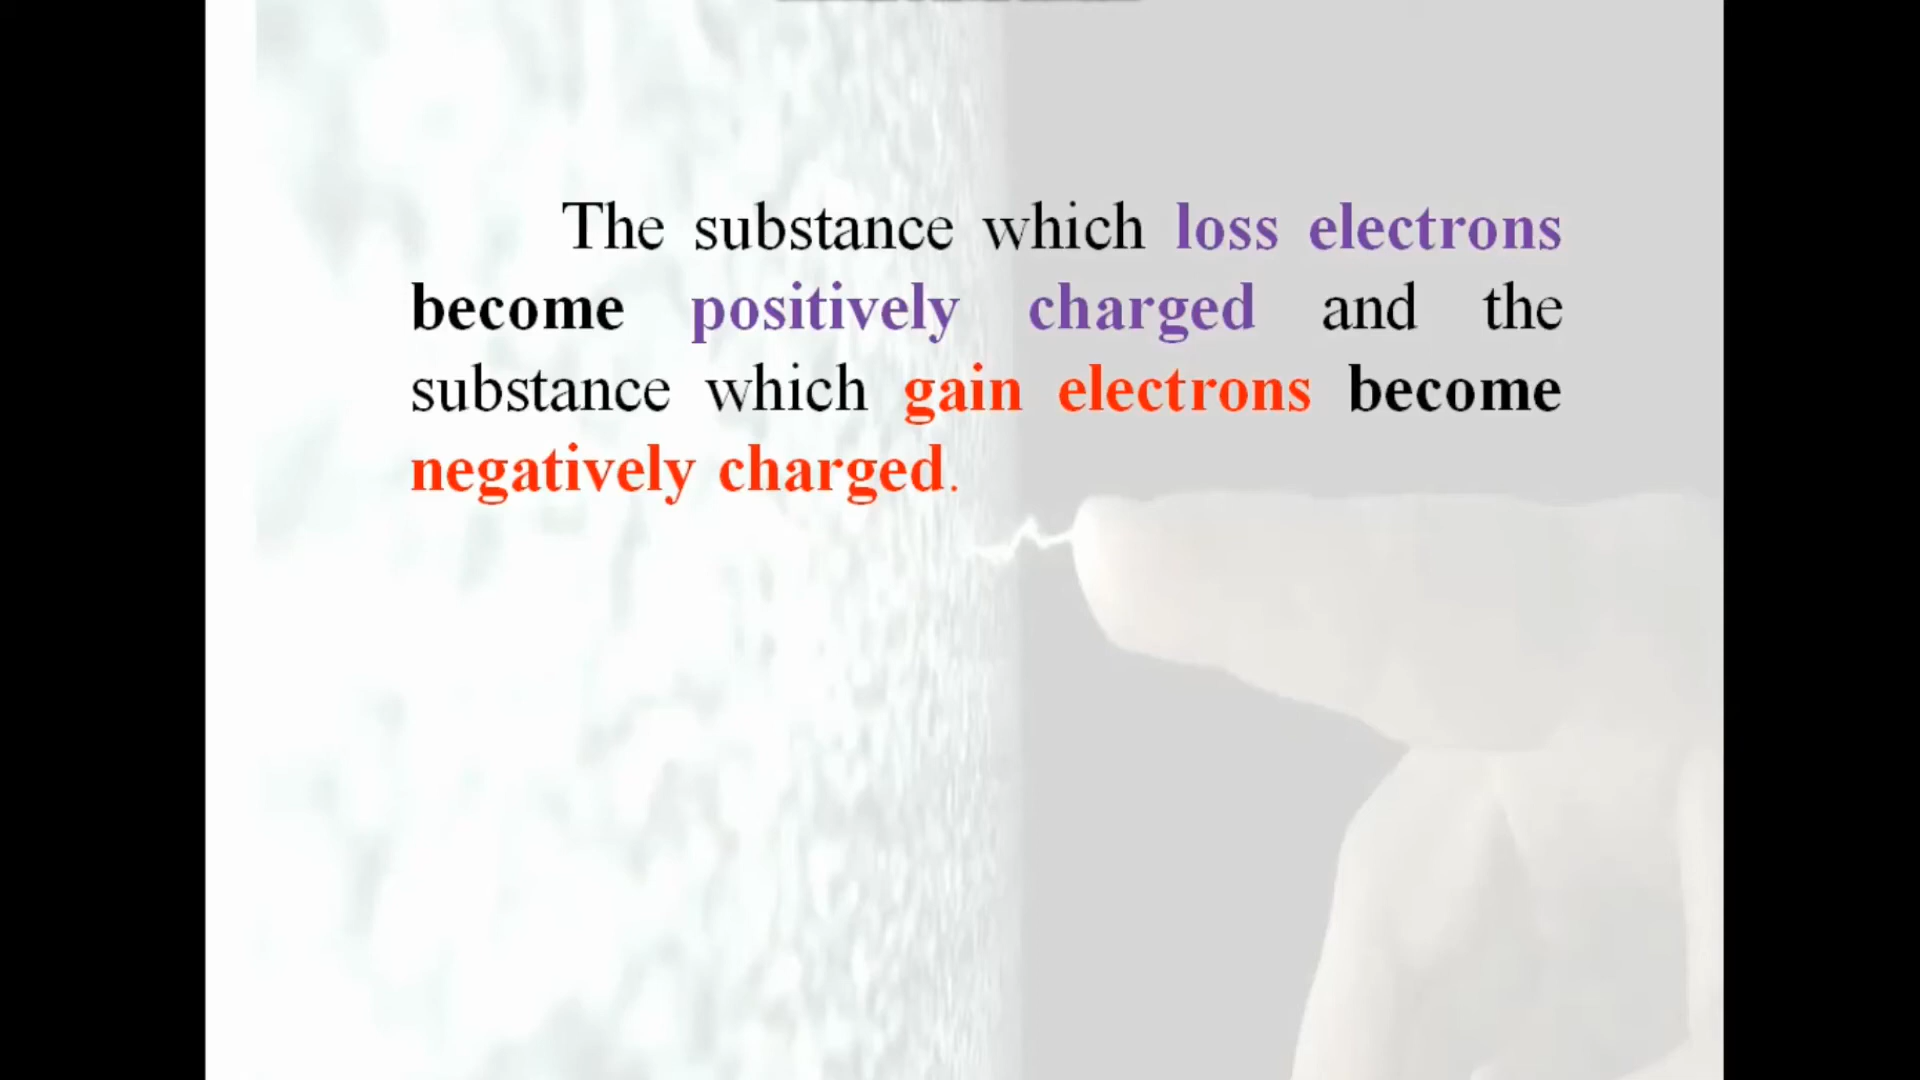 The substance which loss electrons
become positively charged and the
substance which gain electrons become
negatively charged.